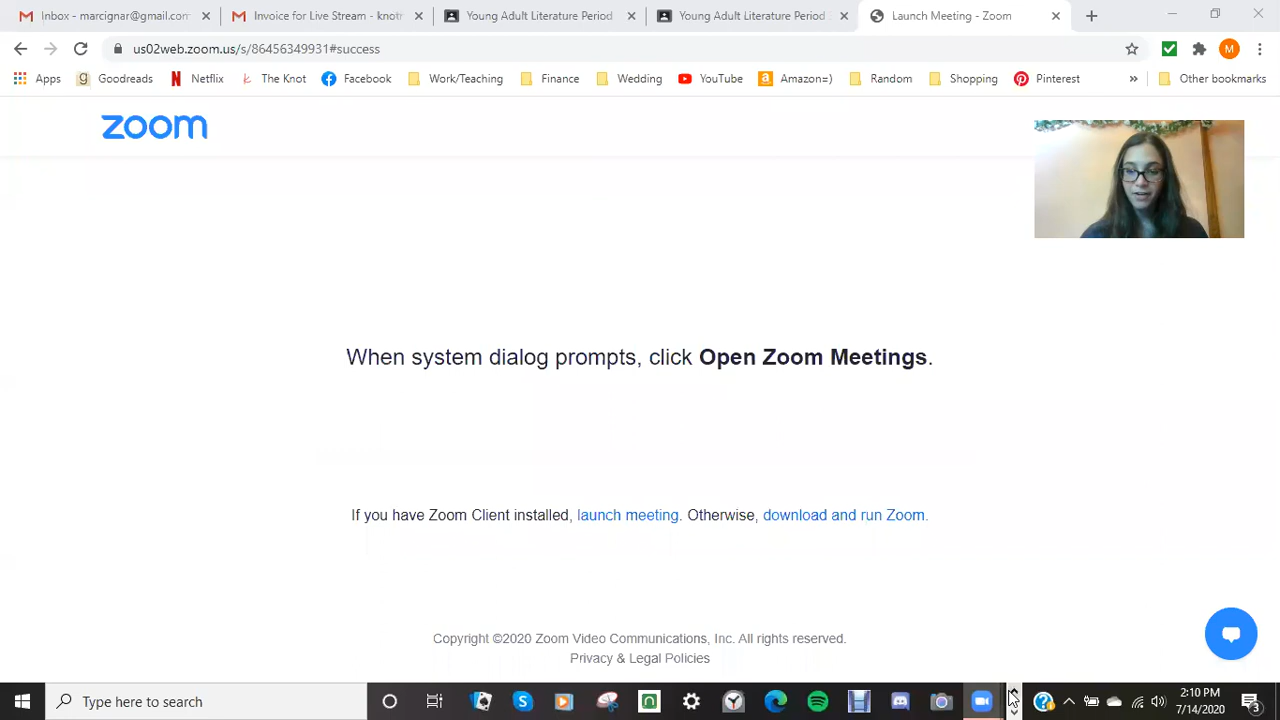 Inbox - marcignar@gmail.com
Invoice for Live Stream - knot
Young Adult Literature Period
Young Adult Literature Period
Launch Meeting - Zoom
us02web.zoom.us/s/86456349931#success
M
Apps
Goodreads
Netflix
The Knot
Facebook
Work/Teaching
Finance
Wedding
YouTube
Amazon=)
Random
Shopping
Pinterest
»
Other bookmarks
zoom
When system dialog prompts, click Open Zoom Meetings.
If you have Zoom Client installed, launch meeting. Otherwise, download and run Zoom.
Copyright ©2020 Zoom Video Communications, Inc. All rights reserved.
Privacy & Legal Policies
Type here to search
2:10 PM
7/14/2020
3